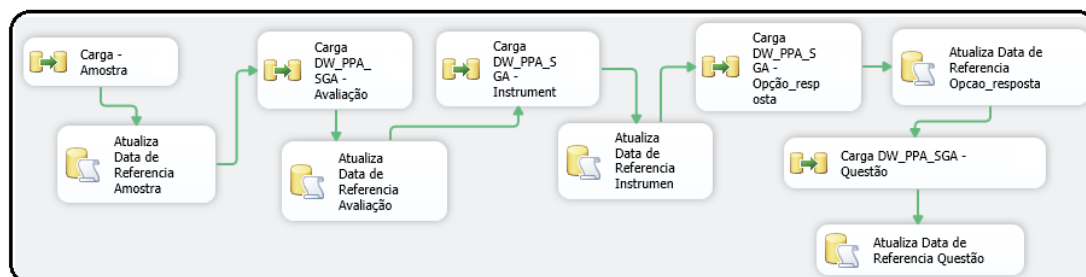 Carga -
Amostra
Atualiza
Data de
Referencia
Amostra
Carga
DW_PPA_
SGA -
Avaliação
Atualiza
Data de
Referencia
Avaliação
Carga
DW_PPA_S
GA -
Instrument
Atualiza
Data de
Referencia
Instrumen
Carga
DW_PPA_S
GA -
Opção_resp
osta
Atualiza Data de
Referencia
Opcao_resposta
Carga DW_PPA_SGA -
Questão
Atualiza Data de
Referencia Questão